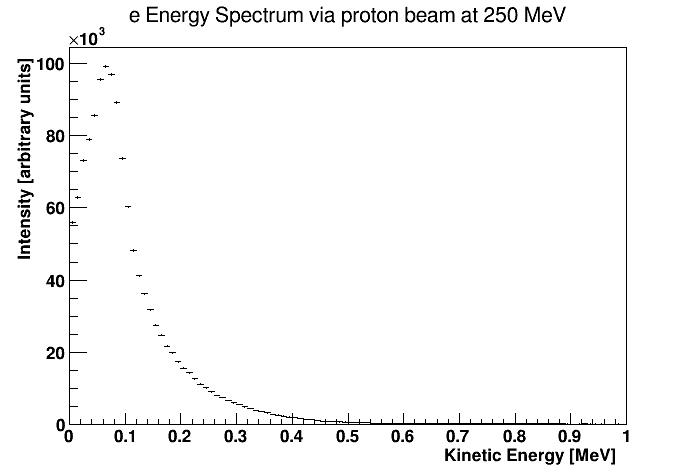 e Energy Spectrum via proton beam at 250 MeV
×10³
Intensity [arbitrary units]
100
80
60
40
20
0
0 0.1 0.2 0.3 0.4 0.5 0.6 0.7 0.8 0.9 1
Kinetic Energy [MeV]